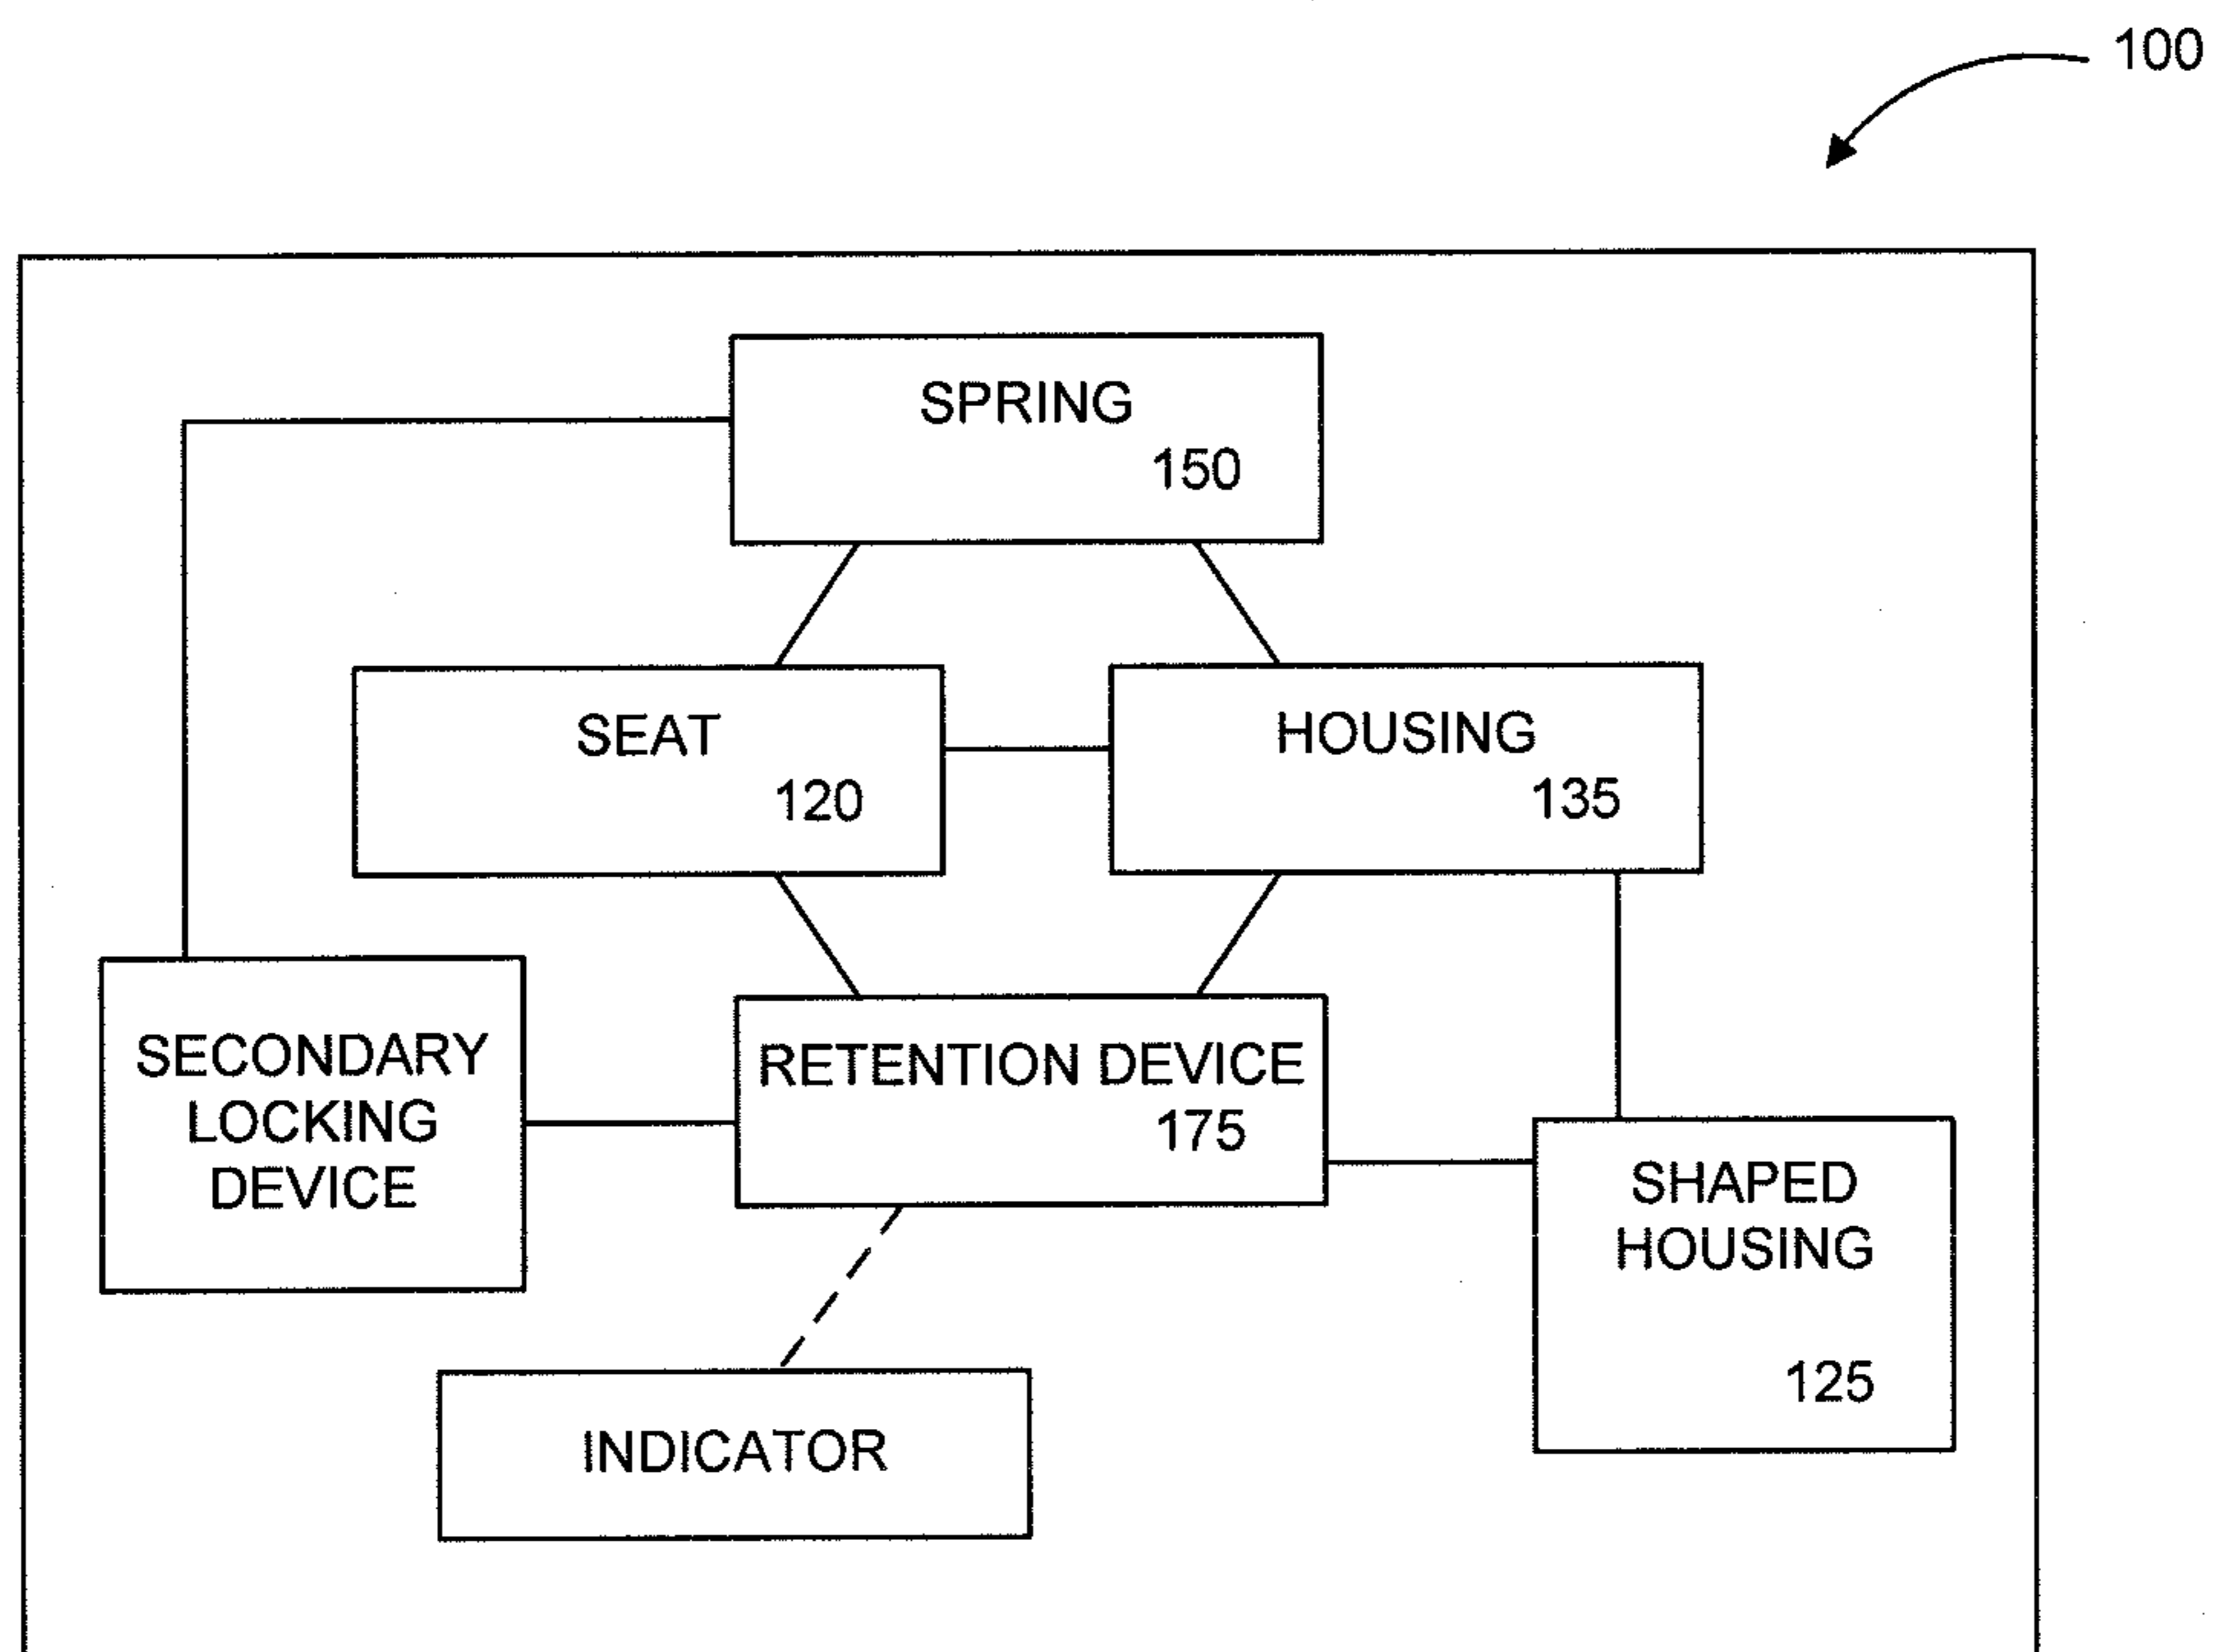 100
SPRING
150
SEAT
120
HOUSING
135
SECONDARY
LOCKING
DEVICE
RETENTION DEVICE
175
SHAPED
HOUSING
125
INDICATOR